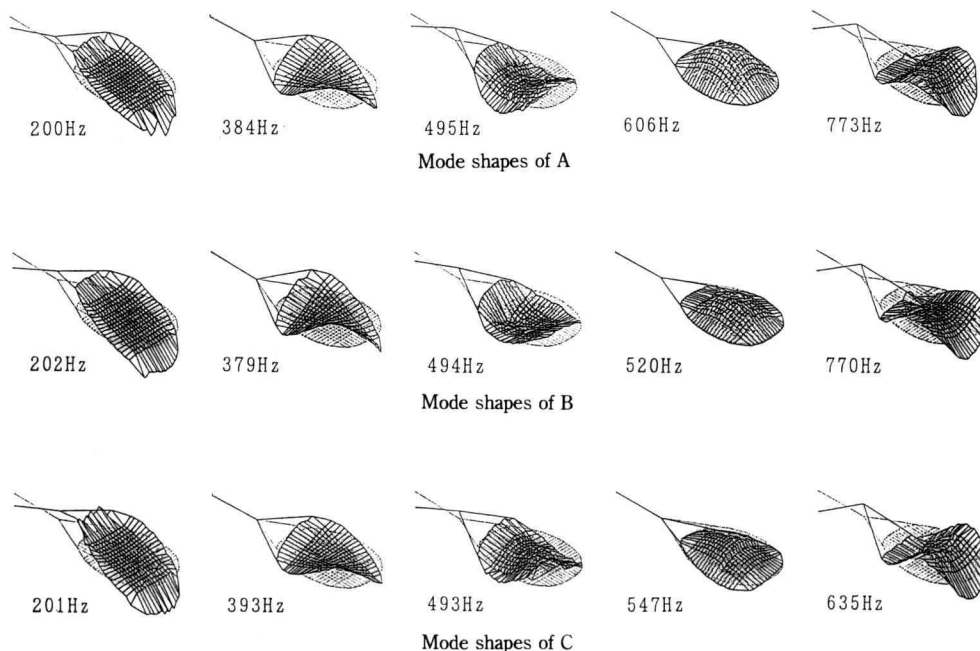 200Hz 384Hz 495Hz 606Hz 773Hz
Mode shapes of A
202Hz 379Hz 494Hz 520Hz 770Hz
Mode shapes of B
201Hz 393Hz 493Hz 547Hz 635Hz
Mode shapes of C